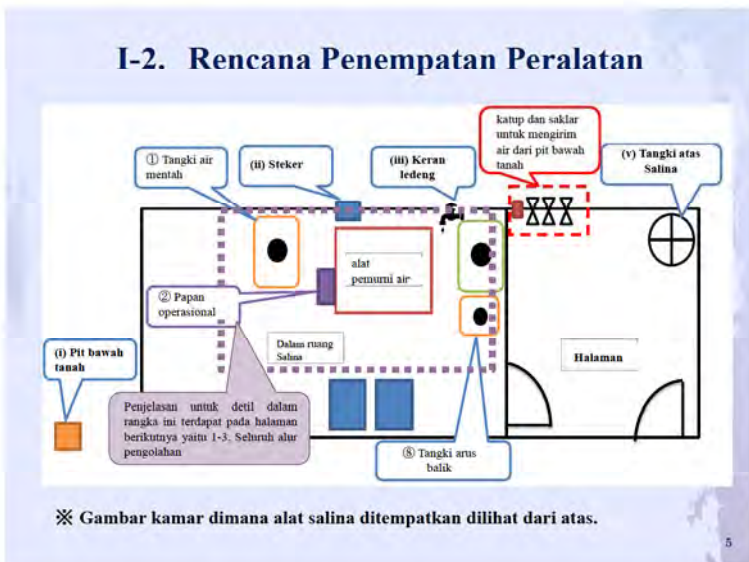 I-2. Rencana Penempatan Peralatan
① Tangki air
mentah
(ii) Steker
(iii) Keran
ledeng
katup dan saklar
untuk mengirim
air dari pit bawah
tanah
(v) Tangki atas
Salina
alat
pemurni air
② Papan
operasional
Dalam ruang
Salina
Halaman
(i) Pit bawah
tanah
Penjelasan untuk detil dalam
rangka ini terdapat pada halaman
berikutnya yaitu 1-3. Seluruh alur
pengolahan
⑧ Tangki arus
balik
※ Gambar kamar dimana alat salina ditempatkan dilihat dari atas.
5